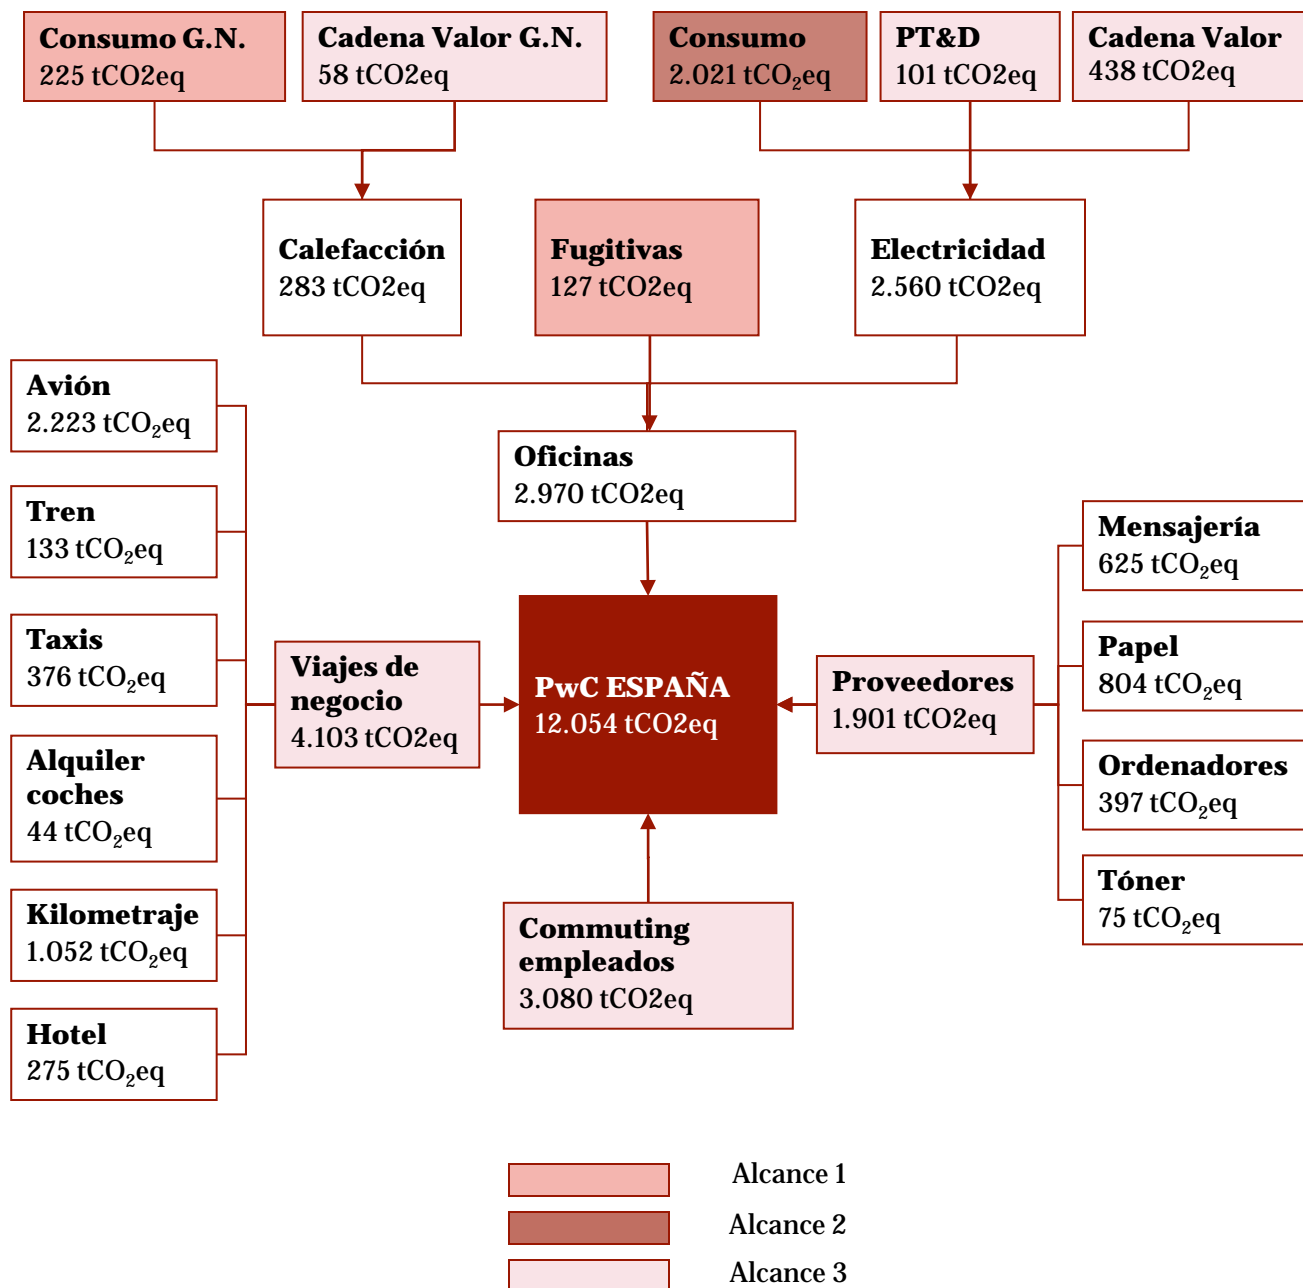 Consumo G.N.
225 tCO2eq
Cadena Valor G.N.
58 tCO2eq
Consumo
2.021 tCO₂eq
PT&D
101 tCO2eq
Cadena Valor
438 tCO2eq
Calefacción
283 tCO2eq
Fugitivas
127 tCO2eq
Electricidad
2.560 tCO2eq
Oficinas
2.970 tCO2eq
Avión
2.223 tCO₂eq
Tren
133 tCO₂eq
Taxis
376 tCO₂eq
Alquiler
coches
44 tCO₂eq
Kilometraje
1.052 tCO₂eq
Hotel
275 tCO₂eq
Viajes de
negocio
4.103 tCO2eq
PwC ESPAÑA
12.054 tCO2eq
Proveedores
1.901 tCO2eq
Mensajería
625 tCO₂eq
Papel
804 tCO₂eq
Ordenadores
397 tCO₂eq
Tóner
75 tCO₂eq
Commuting
empleados
3.080 tCO2eq
Alcance 1
Alcance 2
Alcance 3